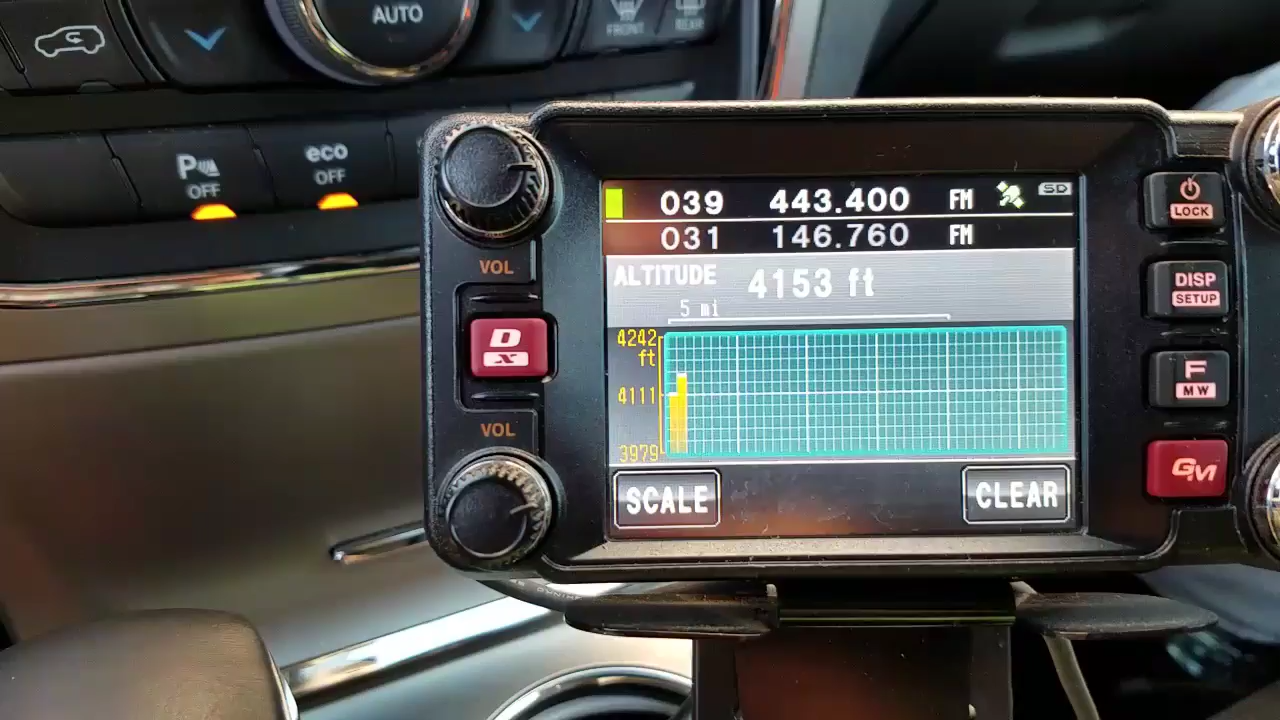 AUTO
FRONT
REAR
P
OFF
eco
OFF
VOL
D
X
VOL
039 443.400 FM SD
031 146.760 FM
ALTITUDE 4153 ft
5 mi
4242
ft
4111
3979
SCALE CLEAR
LOCK
DISP
SETUP
F
MW
GM